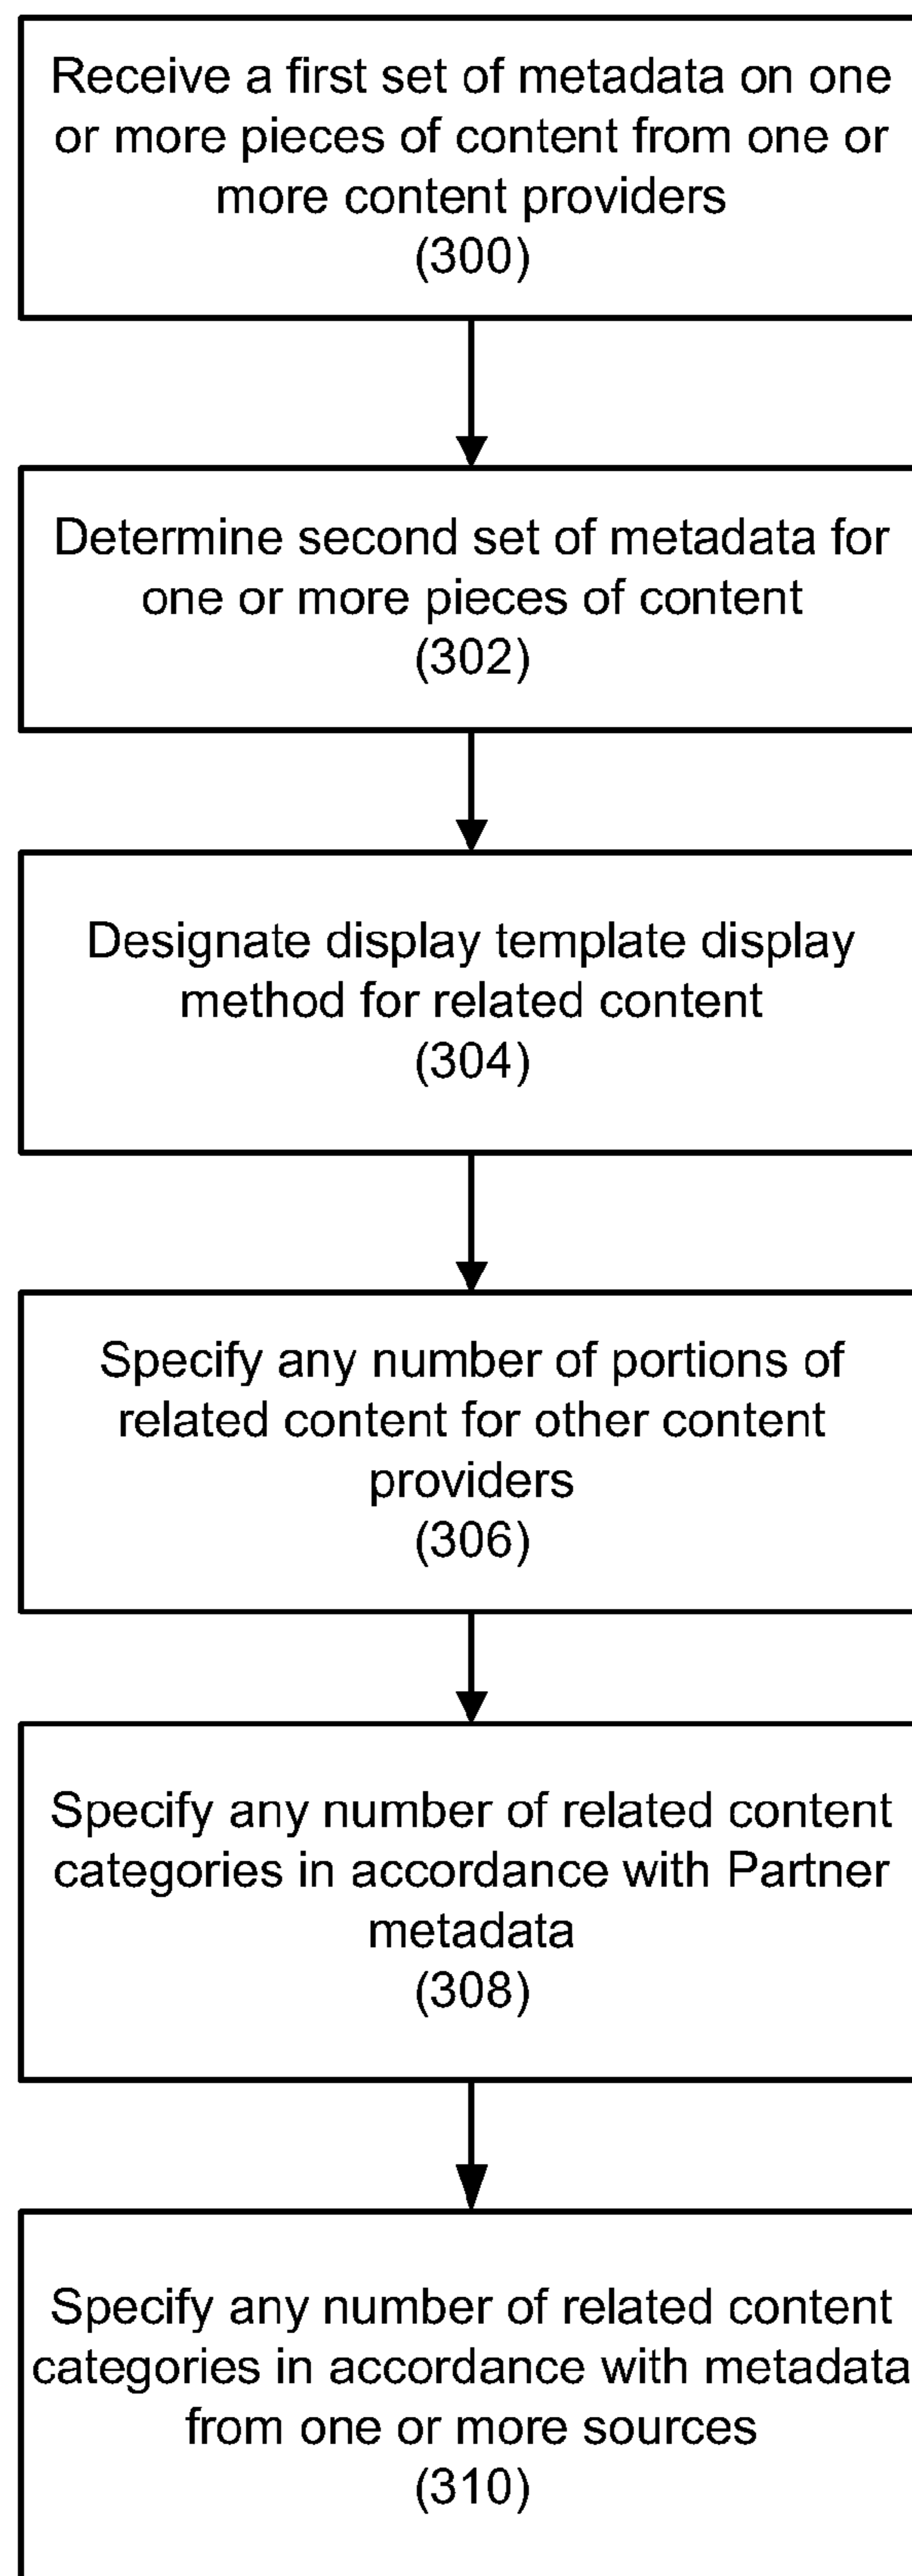 Receive a first set of metadata on one
or more pieces of content from one or
more content providers
(300)
Determine second set of metadata for
one or more pieces of content
(302)
Designate display template display
method for related content
(304)
Specify any number of portions of
related content for other content
providers
(306)
Specify any number of related content
categories in accordance with Partner
metadata
(308)
Specify any number of related content
categories in accordance with metadata
from one or more sources
(310)